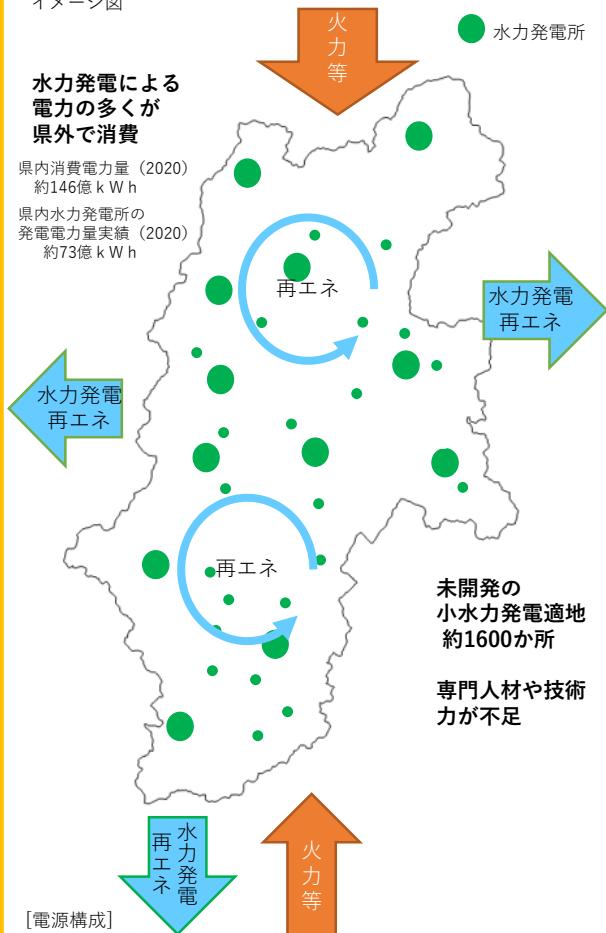 イメージ図
火力等
水力発電所
水力発電による
電力の多くが
県外で消費
県内消費電力量（2020）
約146億ｋＷｈ
県内水力発電所の
発電電力量実績（2020）
約73億ｋＷｈ
再エネ
水力発電
再エネ
水力発電
再エネ
再エネ
未開発の
小水力発電適地
約1600か所
専門人材や技術
力が不足
水力発電
再エネ
火力等
[電源構成]